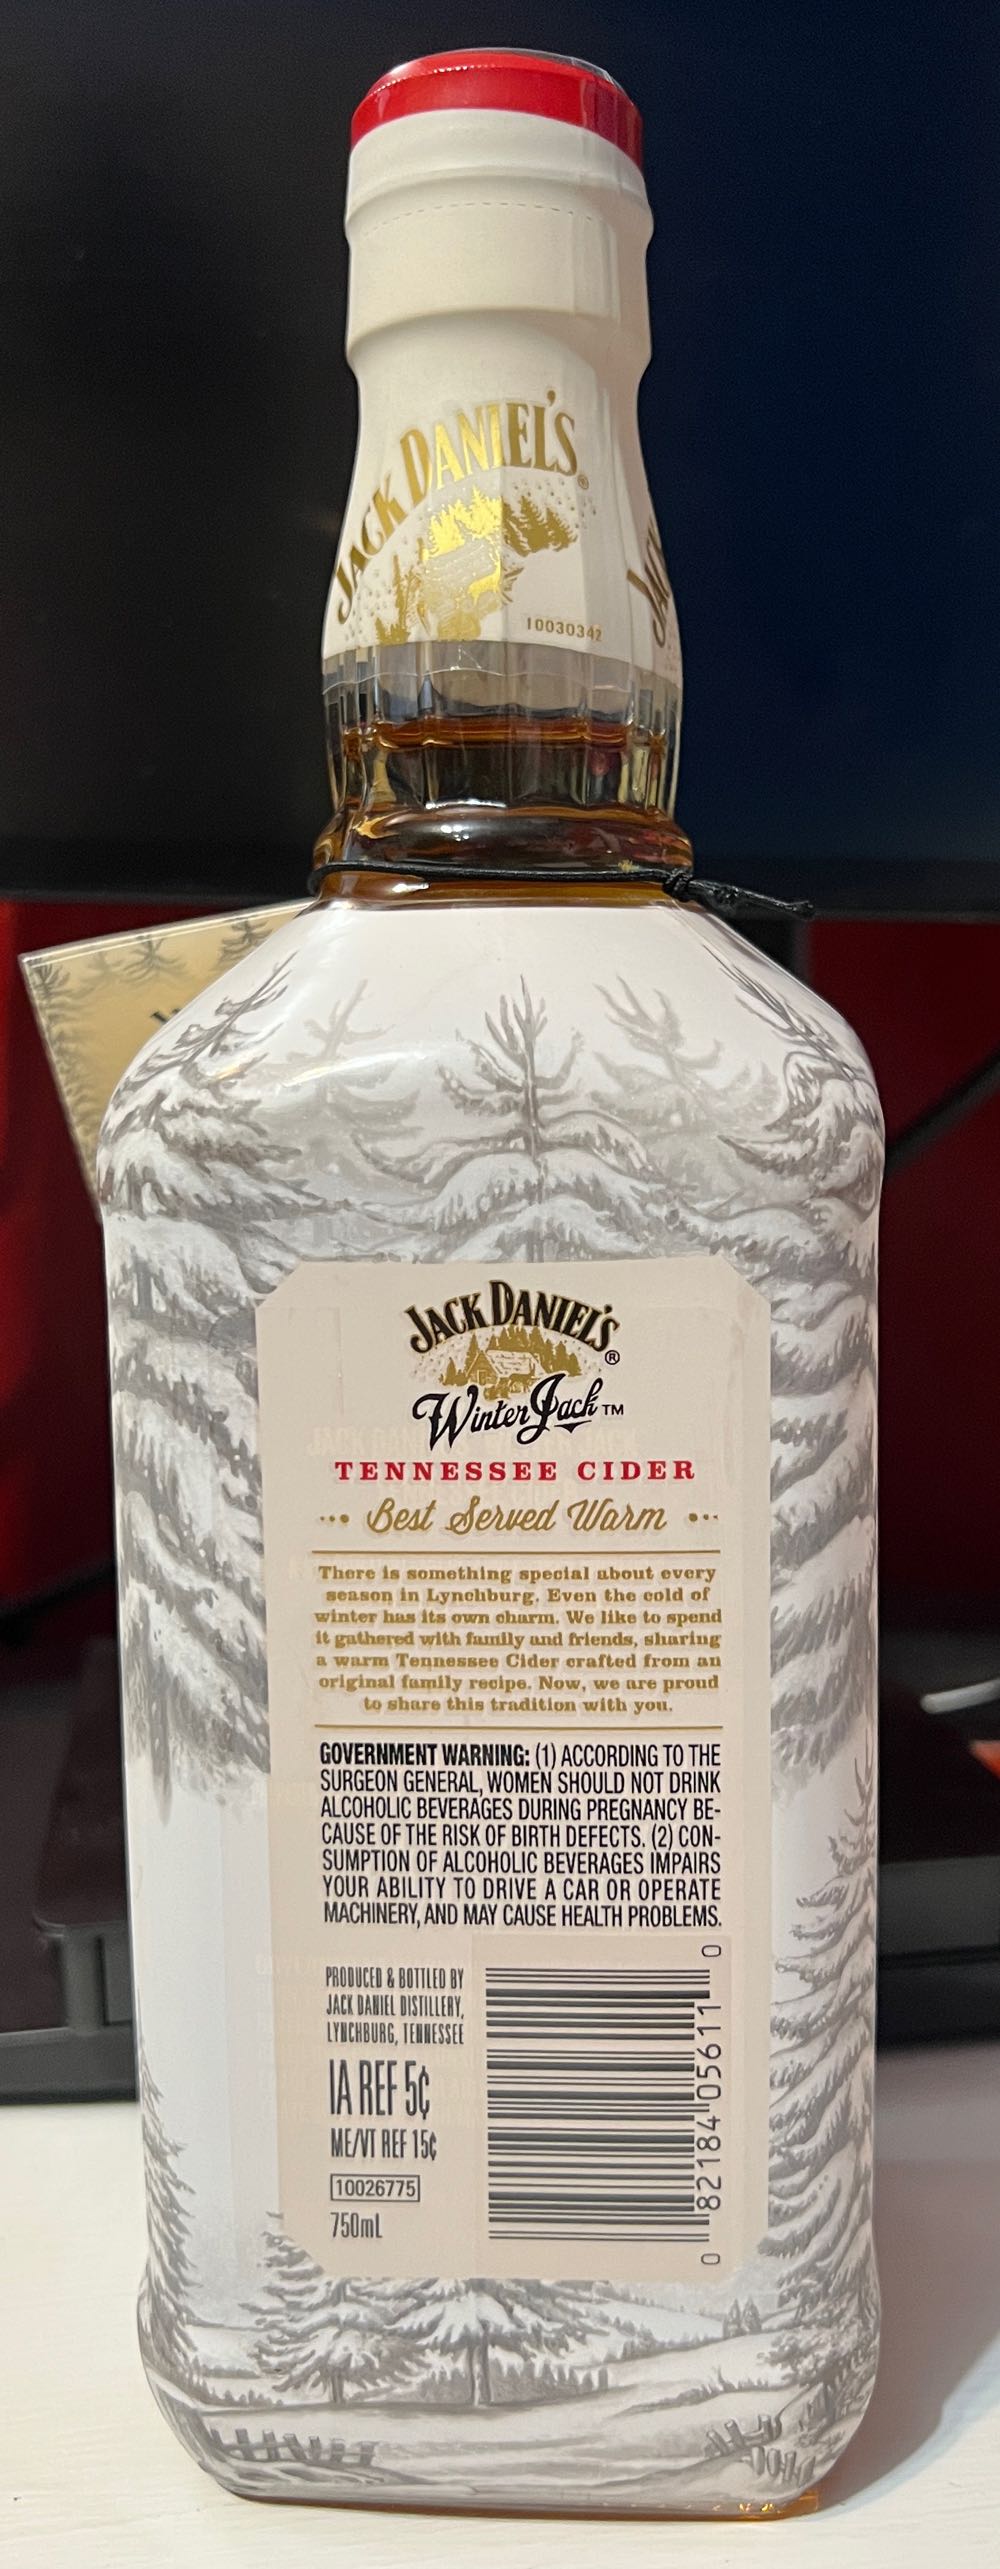 JACK DANIEL'S®
10030342
JACK DANIEL'S®
Winter Jack™
TENNESSEE CIDER
••• Best Served Warm •••
There is something special about every
season in Lynchburg. Even the cold of
winter has its own charm. We like to spend
it gathered with family and friends, sharing
a warm Tennessee Cider crafted from an
original family recipe. Now, we are proud
to share this tradition with you.
GOVERNMENT WARNING: (1) ACCORDING TO THE
SURGEON GENERAL, WOMEN SHOULD NOT DRINK
ALCOHOLIC BEVERAGES DURING PREGNANCY BE-
CAUSE OF THE RISK OF BIRTH DEFECTS. (2) CON-
SUMPTION OF ALCOHOLIC BEVERAGES IMPAIRS
YOUR ABILITY TO DRIVE A CAR OR OPERATE
MACHINERY, AND MAY CAUSE HEALTH PROBLEMS.
PRODUCED & BOTTLED BY
JACK DANIEL DISTILLERY,
LYNCHBURG, TENNESSEE
IA REF 5¢
ME/VT REF 15¢
10026775
750mL
0 82184 05611 0